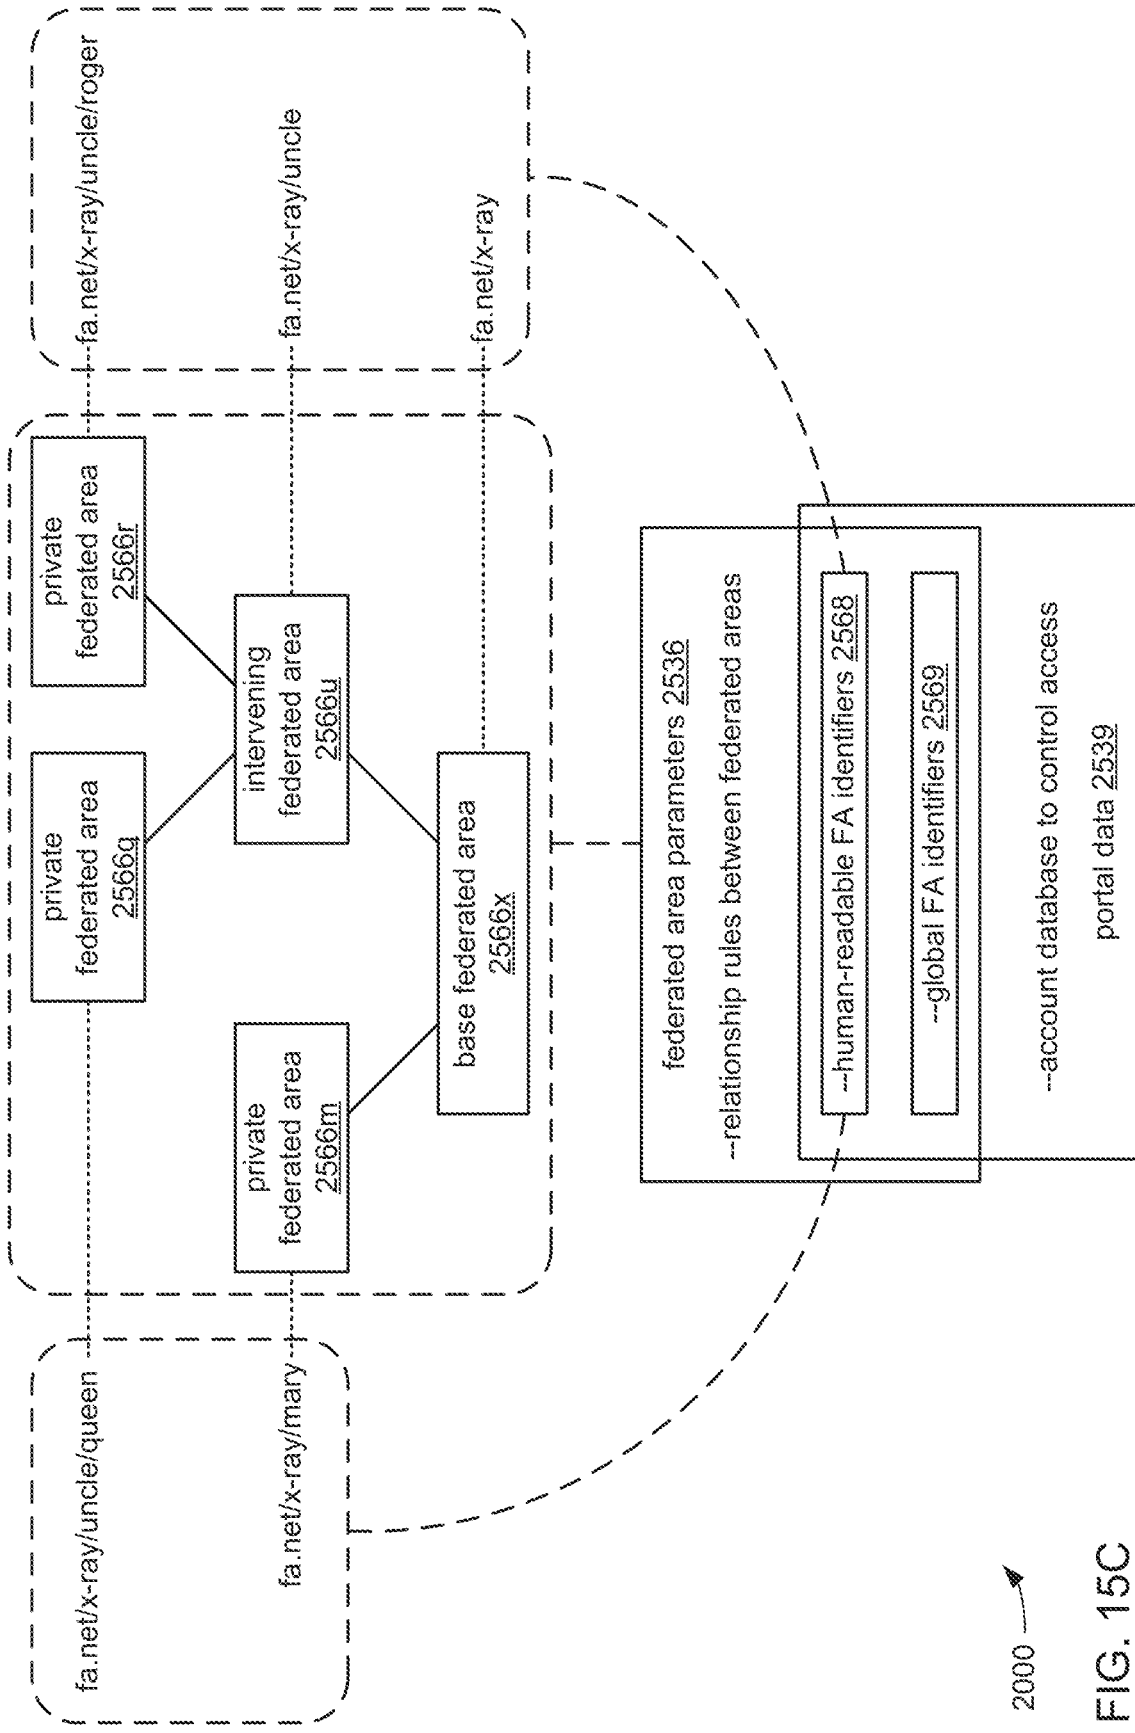 fa.net/x-ray/uncle/queen
fa.net/x-ray/mary
private
federated area
2566q
private
federated area
2566r
private
federated area
2566m
intervening
federated area
2566u
base federated area
2566x
fa.net/x-ray/uncle/roger
fa.net/x-ray/uncle
fa.net/x-ray
federated area parameters 2536
--relationship rules between federated areas
--human-readable FA identifiers 2568
--global FA identifiers 2569
--account database to control access
portal data 2539
2000
FIG. 15C